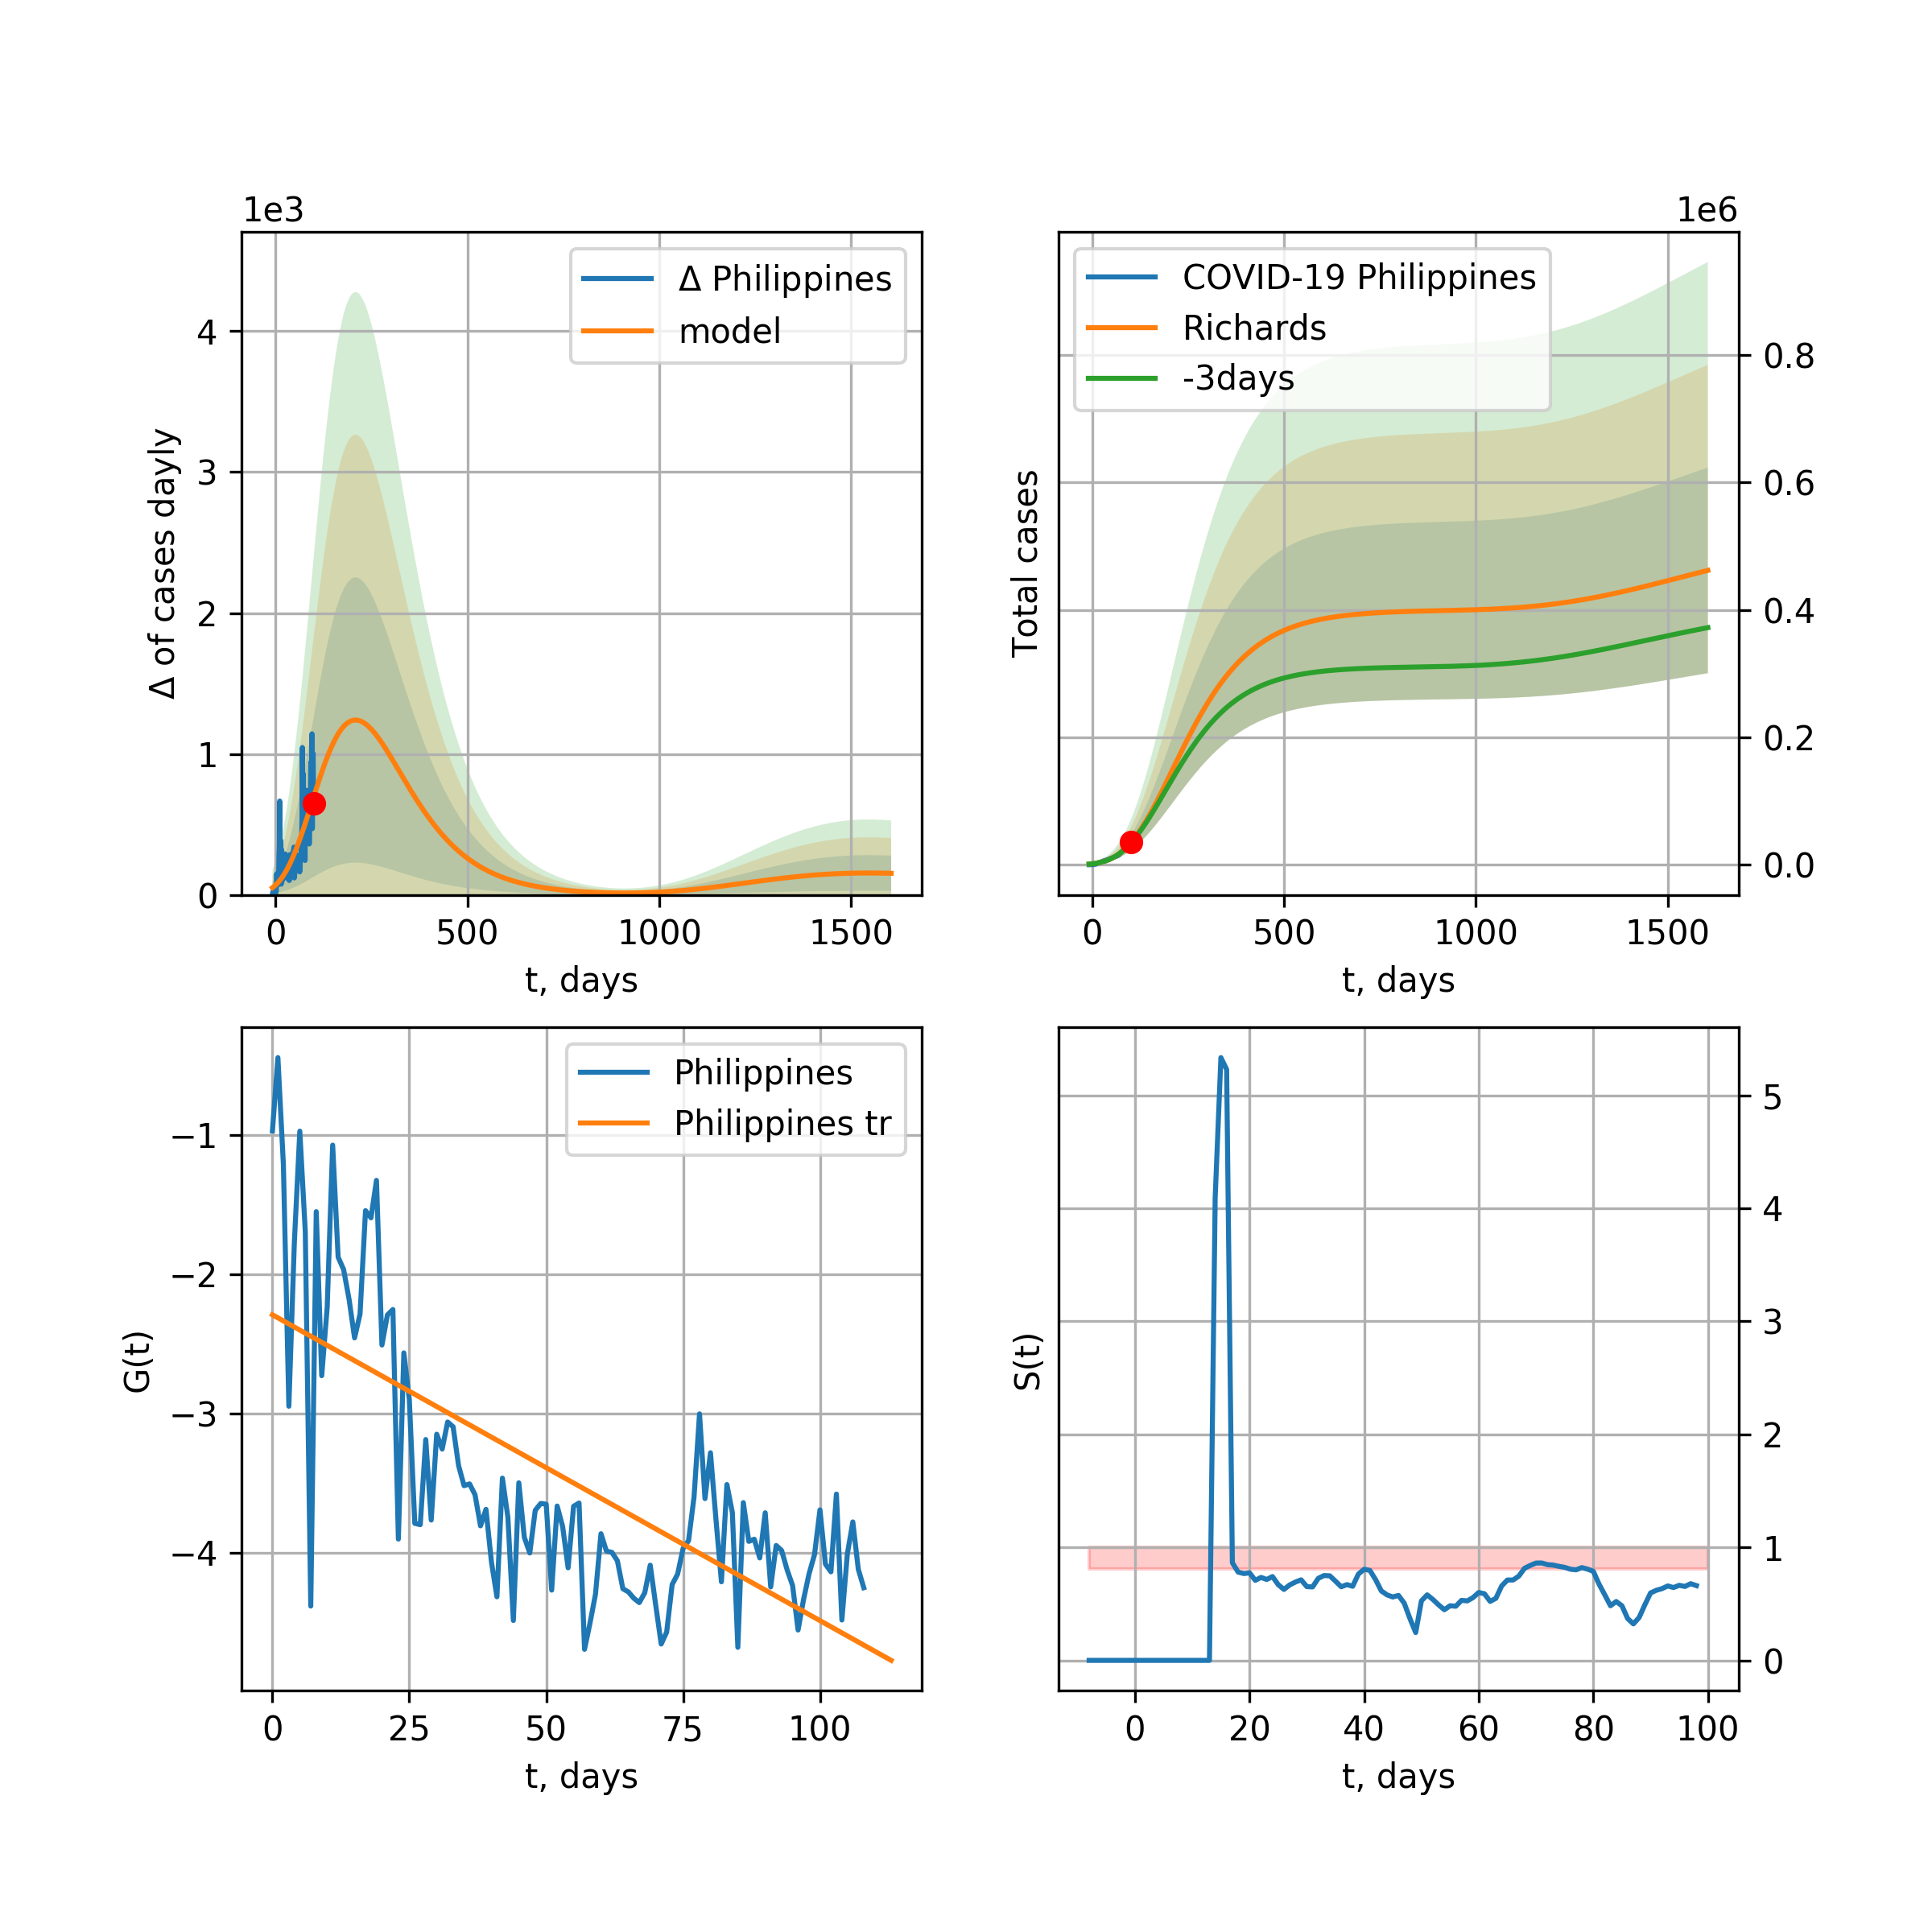 1e3
Δ of cases dayly
4
3
2
1
0
0 500 1000 1500
t, days
Δ Philippines
model
1e6
Total cases
COVID-19 Philippines
Richards
-3days
0.8
0.6
0.4
0.2
0.0
0 500 1000 1500
t, days
G(t)
−1
−2
−3
−4
0 25 50 75 100
t, days
Philippines
Philippines tr
S(t)
5
4
3
2
1
0
0 20 40 60 80 100
t, days